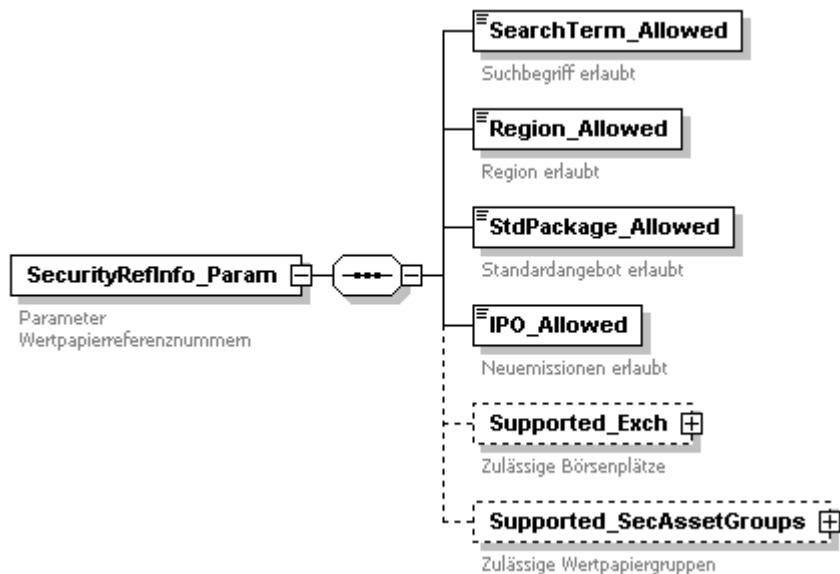 SearchTerm_Allowed
Suchbegriff erlaubt
Region_Allowed
Region erlaubt
StdPackage_Allowed
Standardangebot erlaubt
SecurityRefInfo_Param
Parameter
Wertpapierreferenznummern
IPO_Allowed
Neuemissionen erlaubt
Supported_Exch
Zulässige Börsenplätze
Supported_SecAssetGroups
Zulässige Wertpapiergruppen